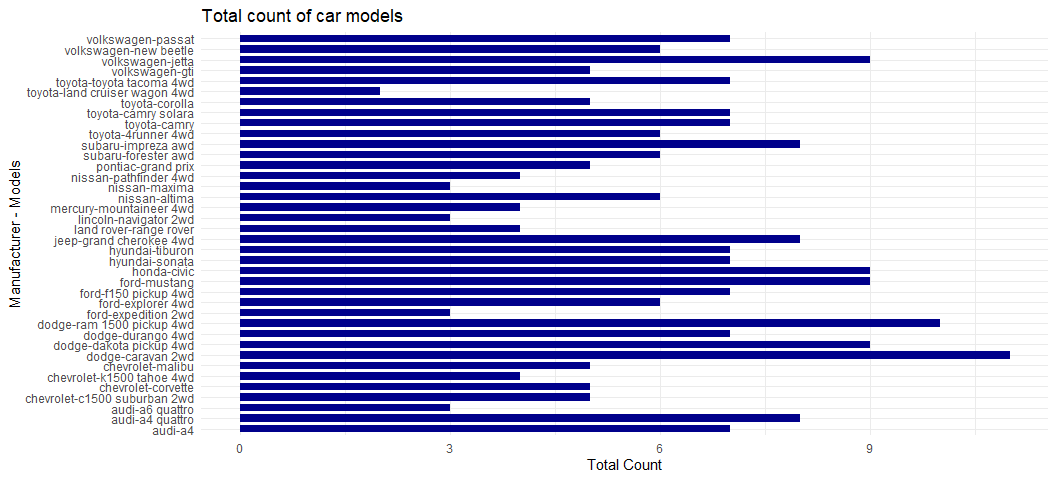 Total count of car models
volkswagen-passat
volkswagen-new beetle
volkswagen-jetta
volkswagen-gti
toyota-toyota tacoma 4wd
toyota-land cruiser wagon 4wd
toyota-corolla
toyota-camry solara
toyota-camry
toyota-4runner 4wd
subaru-impreza awd
subaru-forester awd
pontiac-grand prix
nissan-pathfinder 4wd
nissan-maxima
nissan-altima
mercury-mountaineer 4wd
lincoln-navigator 2wd
land rover-range rover
jeep-grand cherokee 4wd
hyundai-tiburon
hyundai-sonata
honda-civic
ford-mustang
ford-f150 pickup 4wd
ford-explorer 4wd
ford-expedition 2wd
dodge-ram 1500 pickup 4wd
dodge-durango 4wd
dodge-dakota pickup 4wd
dodge-caravan 2wd
chevrolet-malibu
chevrolet-k1500 tahoe 4wd
chevrolet-corvette
chevrolet-c1500 suburban 2wd
audi-a6 quattro
audi-a4 quattro
audi-a4
Manufacturer - Models
0 3 6 9
Total Count